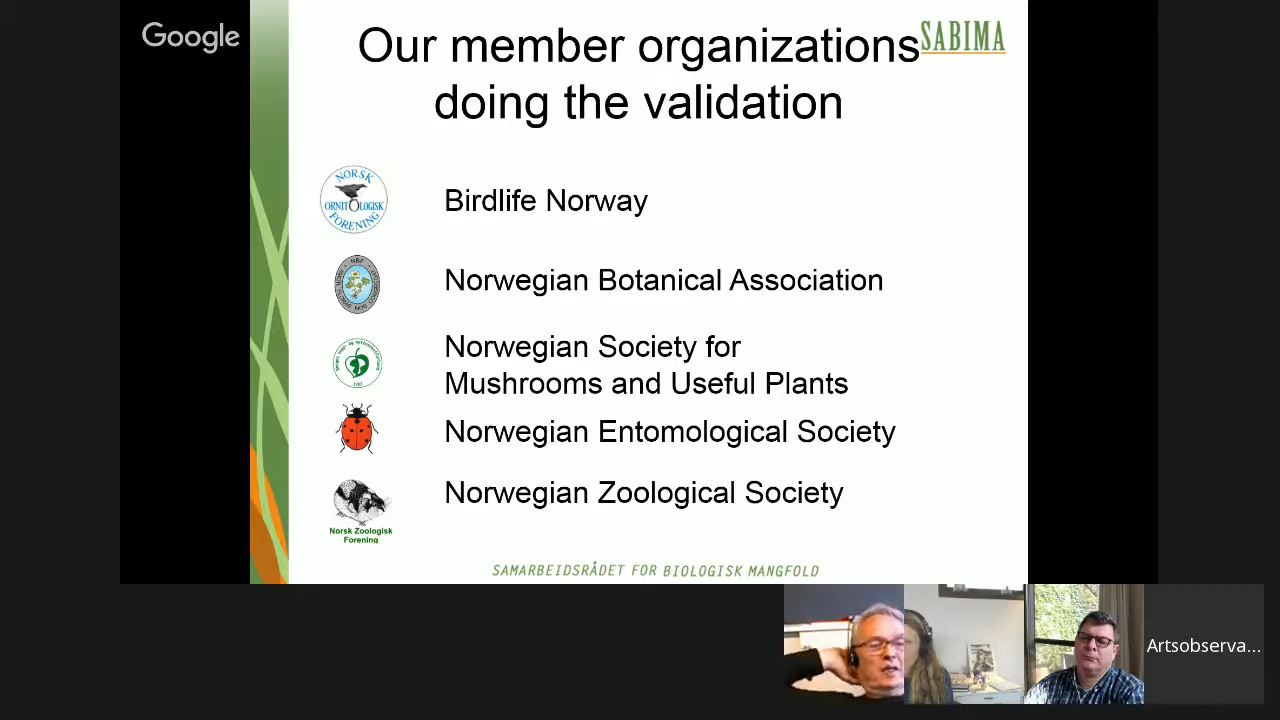 Google
Our member organizations
SABIMA
doing the validation
NORSK
ORNITOLOGISK
FORENING
Birdlife Norway
NBF
Norwegian Botanical Association
Norwegian Society for
Mushrooms and Useful Plants
Norwegian Entomological Society
Norwegian Zoological Society
Norsk Zoologisk
Forening
SAMARBEIDSRÅDET FOR BIOLOGISK MANGFOLD
Artsobserva...